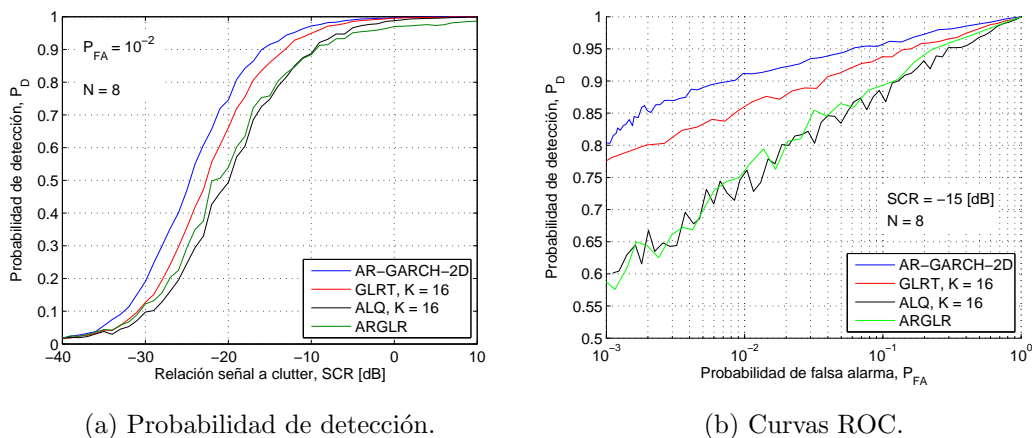 1
0.9
0.8
0.7
0.6
0.5
0.4
0.3
0.2
0.1
0
Probabilidad de detección, P_D
P_FA = 10^-2
N = 8
AR−GARCH−2D
GLRT, K = 16
ALQ, K = 16
ARGLR
−40 −30 −20 −10 0 10
Relación señal a clutter, SCR [dB]
(a) Probabilidad de detección.
1
0.95
0.9
0.85
0.8
0.75
0.7
0.65
0.6
0.55
0.5
Probabilidad de detección, P_D
SCR = −15 [dB]
N = 8
AR−GARCH−2D
GLRT, K = 16
ALQ, K = 16
ARGLR
10^-3 10^-2 10^-1 10^0
Probabilidad de falsa alarma, P_FA
(b) Curvas ROC.